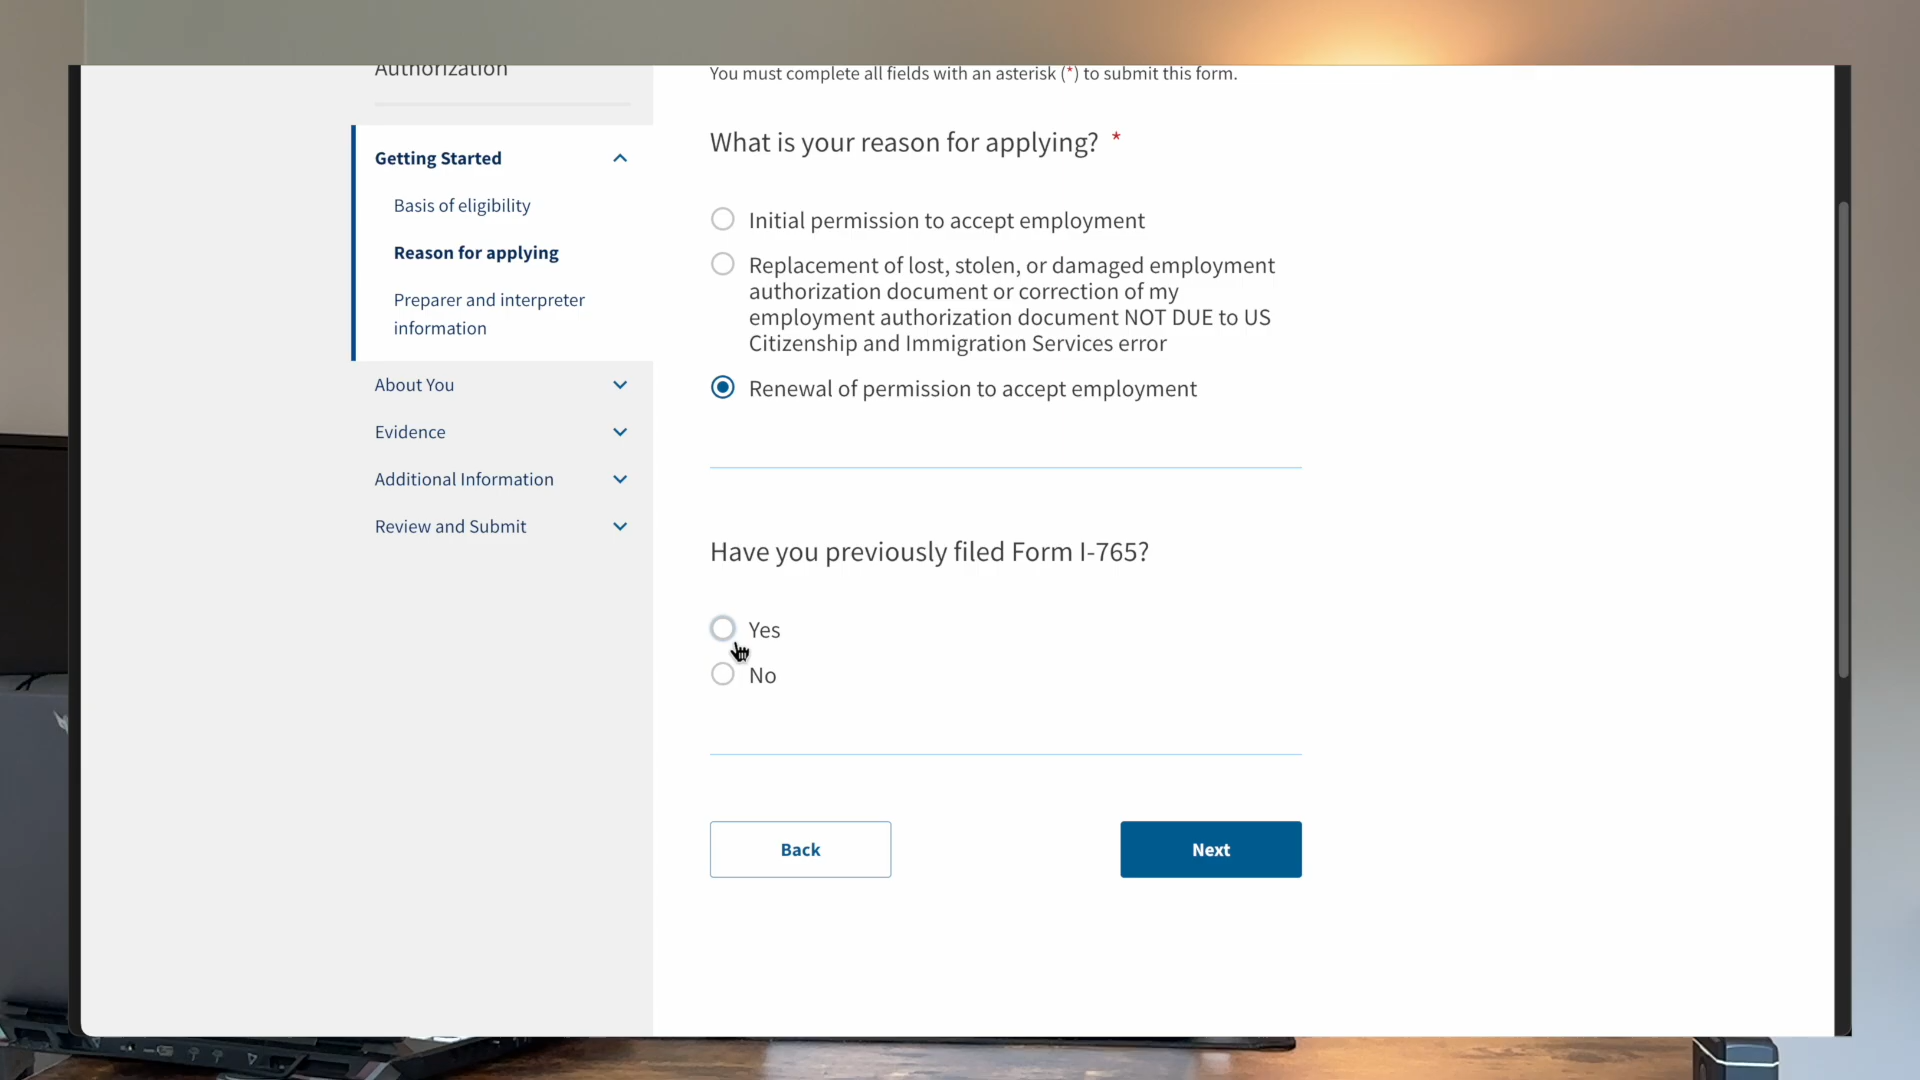 Authorization
You must complete all fields with an asterisk (*) to submit this form.
Getting Started
Basis of eligibility
Reason for applying
Preparer and interpreter
information
About You
Evidence
Additional Information
Review and Submit
What is your reason for applying? *
Initial permission to accept employment
Replacement of lost, stolen, or damaged employment
authorization document or correction of my
employment authorization document NOT DUE to US
Citizenship and Immigration Services error
Renewal of permission to accept employment
Have you previously filed Form I-765?
Yes
No
Back
Next